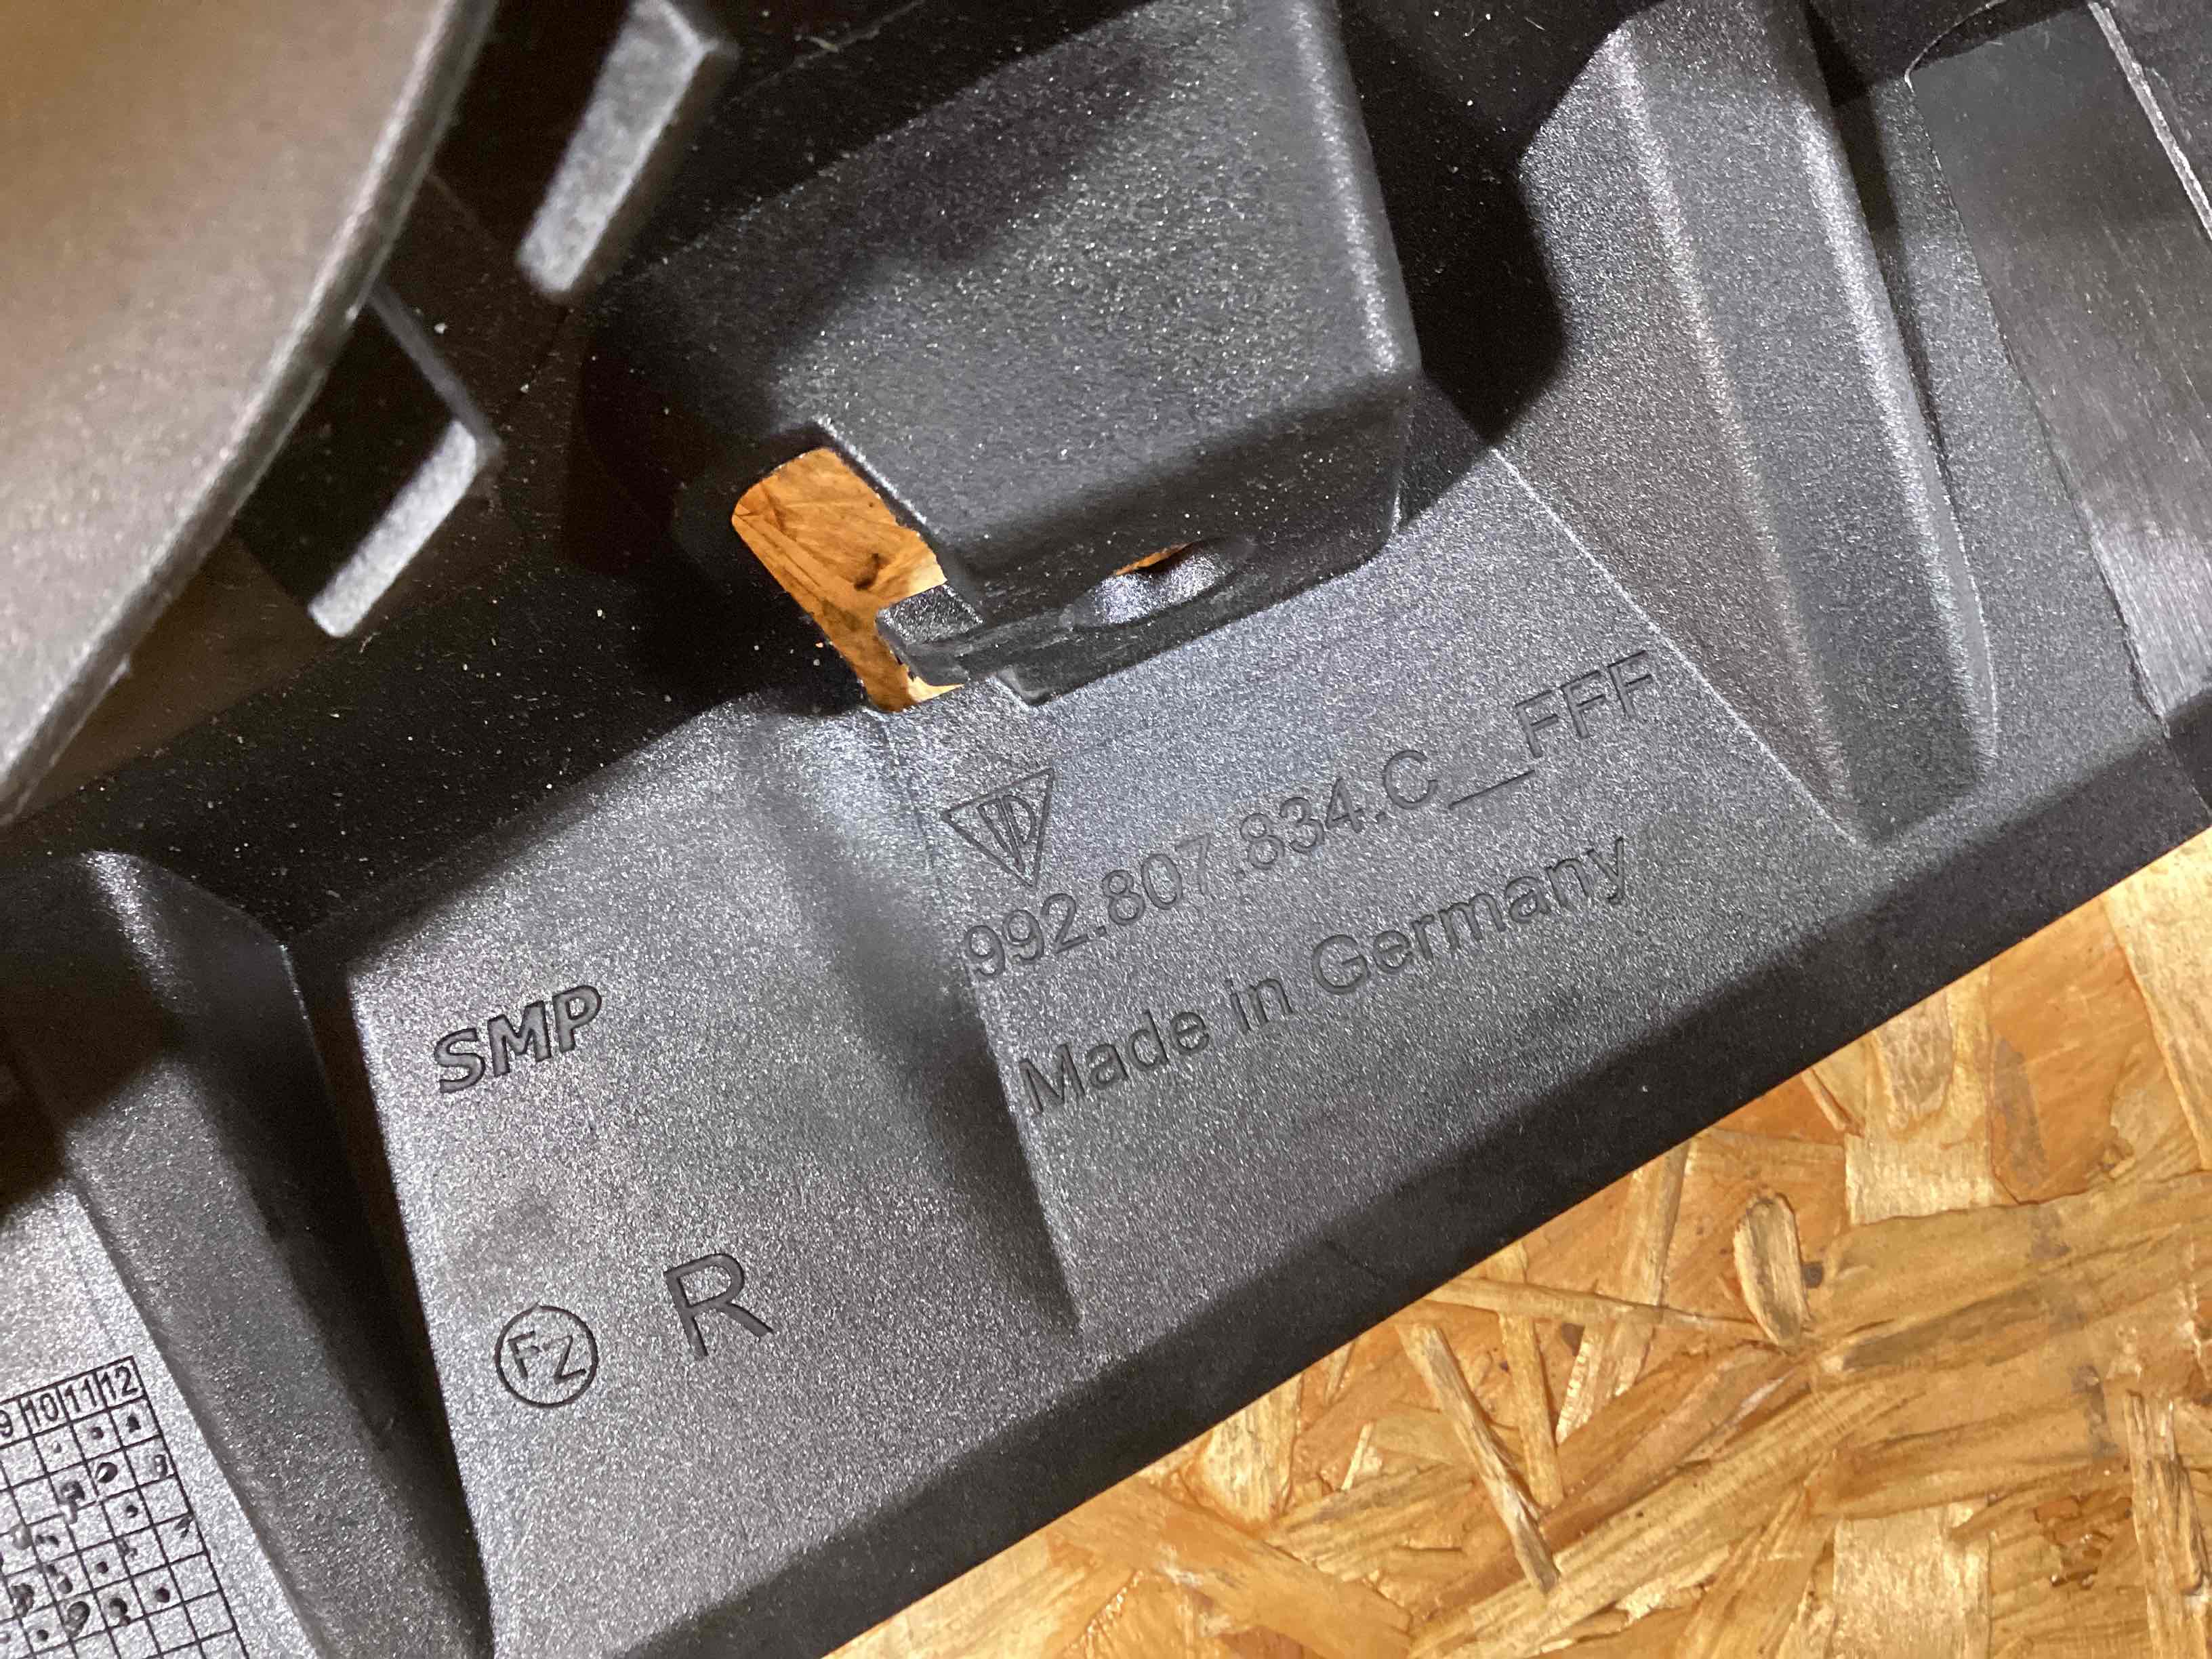 992.807.834.C__FFF
Made in Germany
SMP
FZ R
9 10 11 12